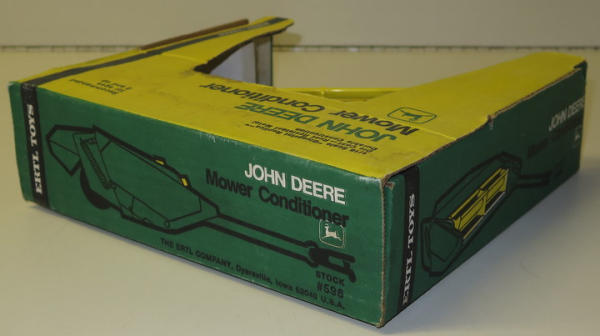 JOHN DEERE
Mower Conditioner
ERTL TOYS
JOHN DEERE
Mower Conditioner
STOCK
#598
THE ERTL COMPANY, Dyersville, Iowa 52040 U.S.A.
ERTL TOYS
JOHN DEERE